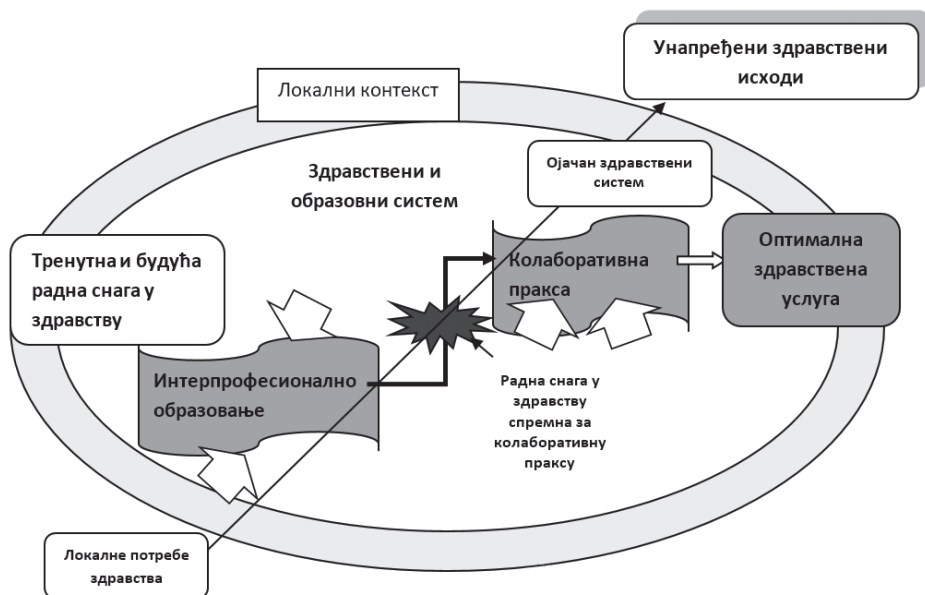 Унапређени здравствени
исходи
Локални контекст
Ојачан здравствени
систем
Здравствени и
образовни систем
Тренутна и будућа
радна снага у
здравству
Колаборативна
пракса
Оптимална
здравствена
услуга
Интерпрофесионално
образовање
Радна снага у
здравству
спремна за
колаборативну
праксу
Локалне потребе
здравства